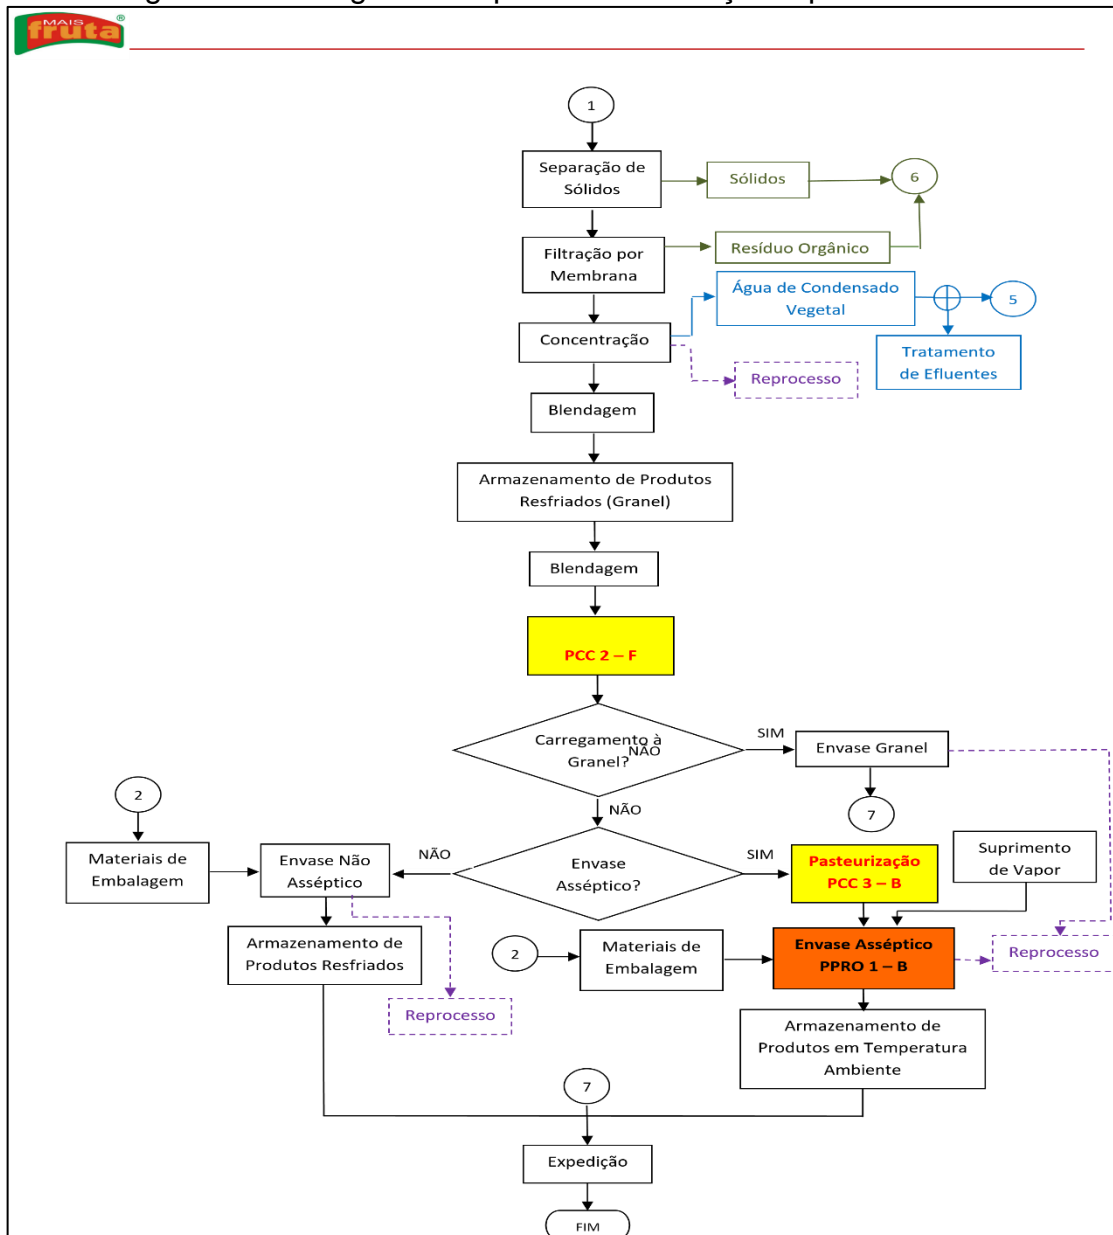 MAIS
fruta®
1
Separação de
Sólidos
Sólidos
6
Filtração por
Membrana
Resíduo Orgânico
Água de Condensado
Vegetal
5
Concentração
Tratamento
de Efluentes
Reprocesso
Blendagem
Armazenamento de Produtos
Resfriados (Granel)
Blendagem
PCC 2 – F
Carregamento à
Granel?
NÃO
SIM
Envase Granel
7
NÃO
2
Materiais de
Embalagem
Envase Não
Asséptico
NÃO
Envase
Asséptico?
SIM
Pasteurização
PCC 3 – B
Suprimento
de Vapor
Armazenamento de
Produtos Resfriados
2
Materiais de
Embalagem
Envase Asséptico
PPRO 1 – B
Reprocesso
Reprocesso
Armazenamento de
Produtos em Temperatura
Ambiente
7
Expedição
FIM